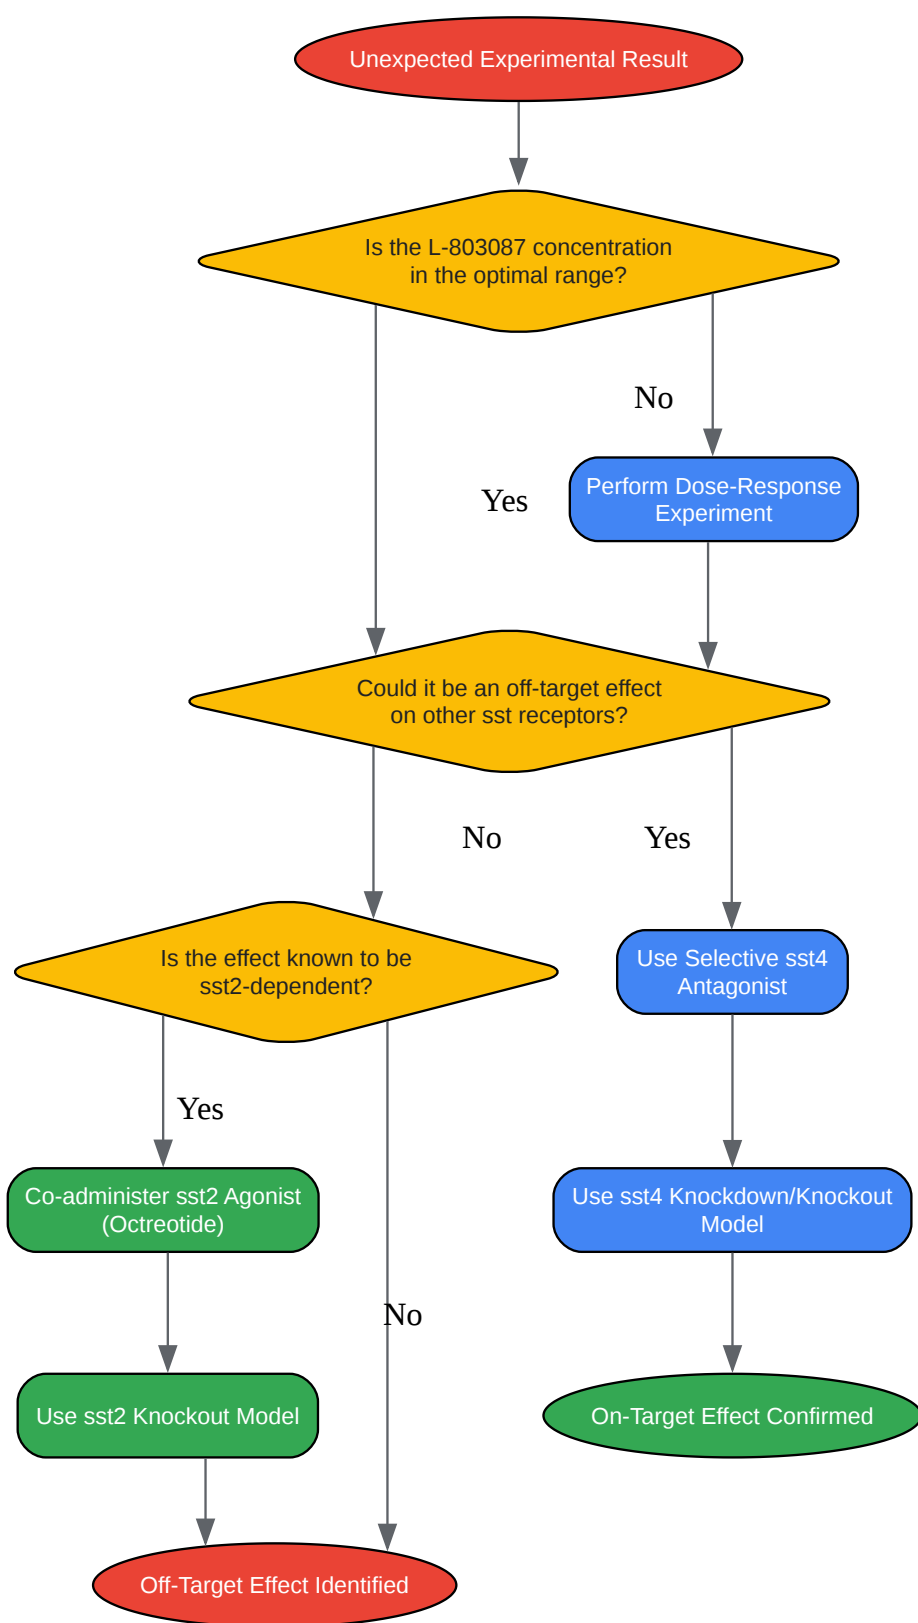 Unexpected Experimental Result
Is the L-803087 concentration
in the optimal range?
No
Yes
Perform Dose-Response
Experiment
Could it be an off-target effect
on other sst receptors?
No
Yes
Is the effect known to be
sst2-dependent?
Use Selective sst4
Antagonist
Yes
Co-administer sst2 Agonist
(Octreotide)
Use sst4 Knockdown/Knockout
Model
No
Use sst2 Knockout Model
On-Target Effect Confirmed
Off-Target Effect Identified